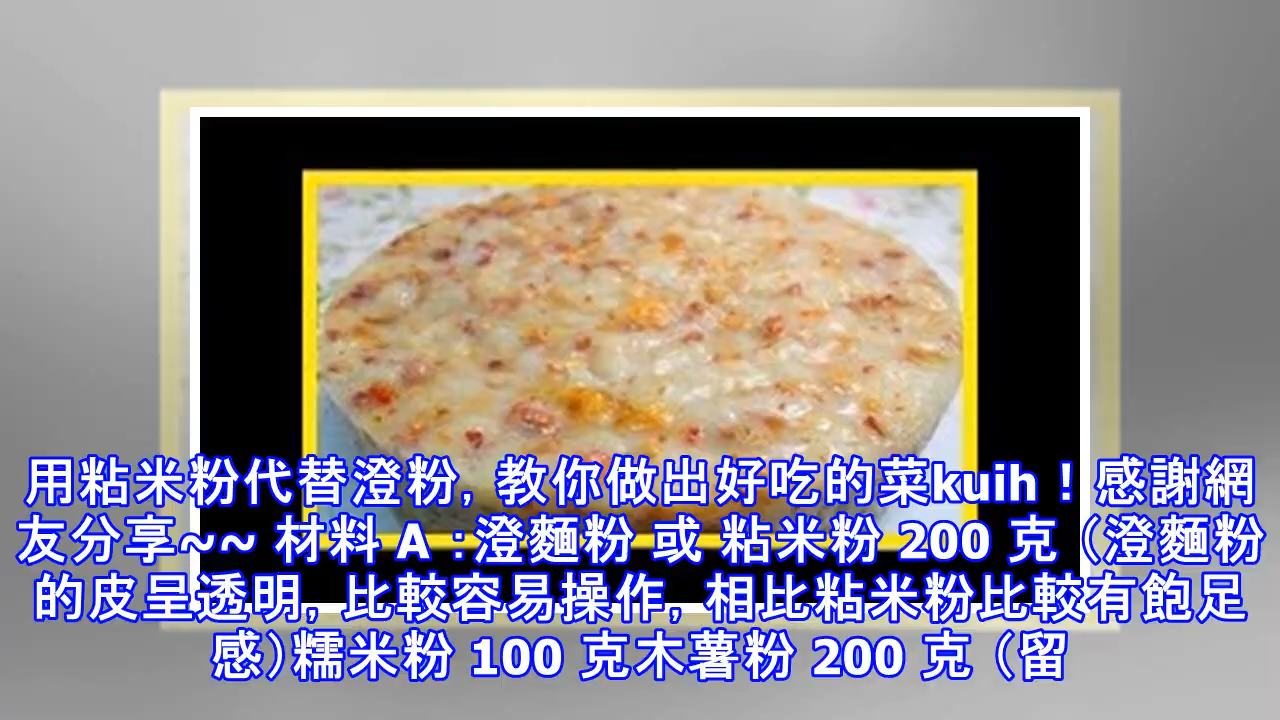 用粘米粉代替澄粉, 教你做出好吃的菜kuih！感謝網
友分享~~ 材料 A :澄麵粉 或 粘米粉 200 克（澄麵粉
的皮呈透明, 比較容易操作, 相比粘米粉比較有飽足
感)糯米粉 100 克木薯粉 200 克（留